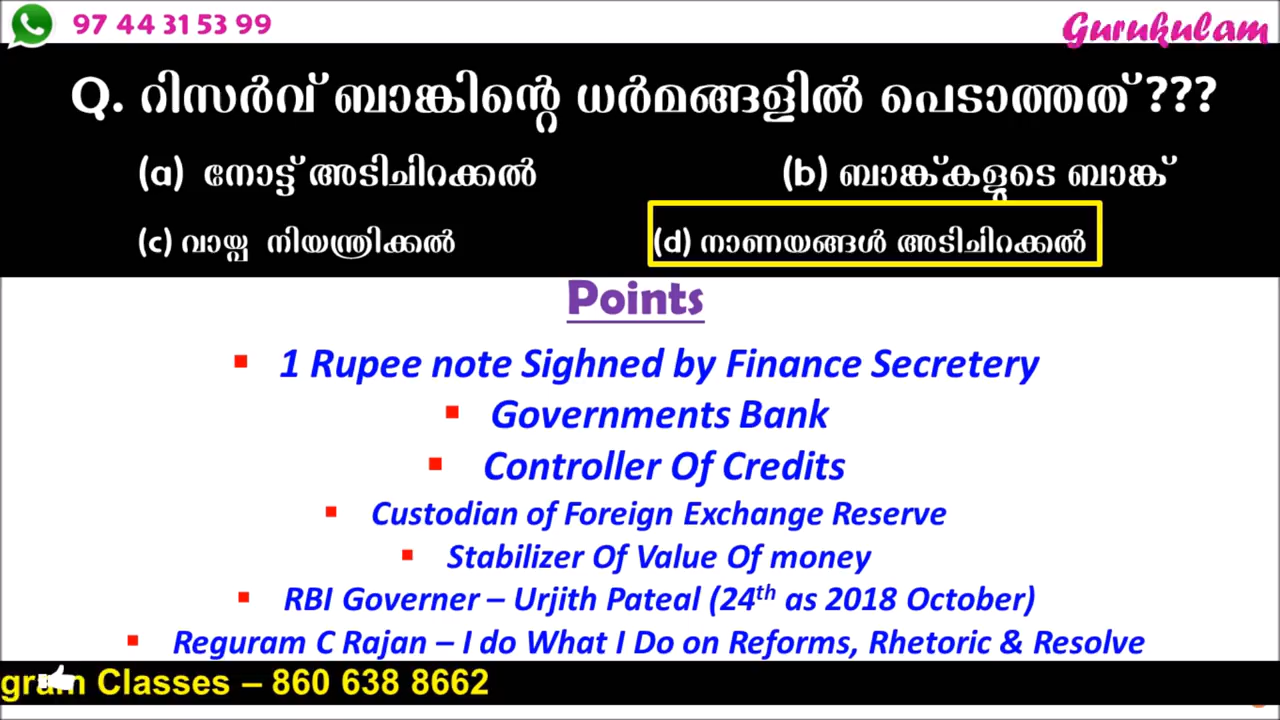 97 44 31 53 99
Gurukulam
Q. റിസർവ് ബാങ്കിന്റെ ധർമങ്ങളിൽ പെടാത്തത് ???
(a) നോട്ട് അടിചിറക്കൽ (b) ബാങ്ക്കളുടെ ബാങ്ക്
(c) വായ്പ നിയന്ത്രിക്കൽ (d) നാണയങ്ങൾ അടിചിറക്കൽ
Points
▪ 1 Rupee note Sighned by Finance Secretery
▪ Governments Bank
▪ Controller Of Credits
▪ Custodian of Foreign Exchange Reserve
▪ Stabilizer Of Value Of money
▪ RBI Governer – Urjith Pateal (24th as 2018 October)
▪ Reguram C Rajan – I do What I Do on Reforms, Rhetoric & Resolve
gram Classes – 860 638 8662